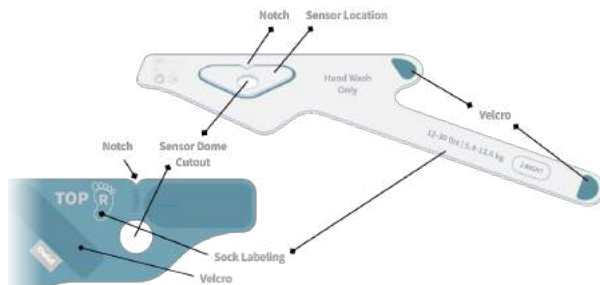 Notch
Sensor Location
Hand Wash
Only
Velcro
Sensor Dome
Cutout
Notch
12-30 lbs | 5.4-13.6 kg
TOP
R
Sock Labeling
Velcro